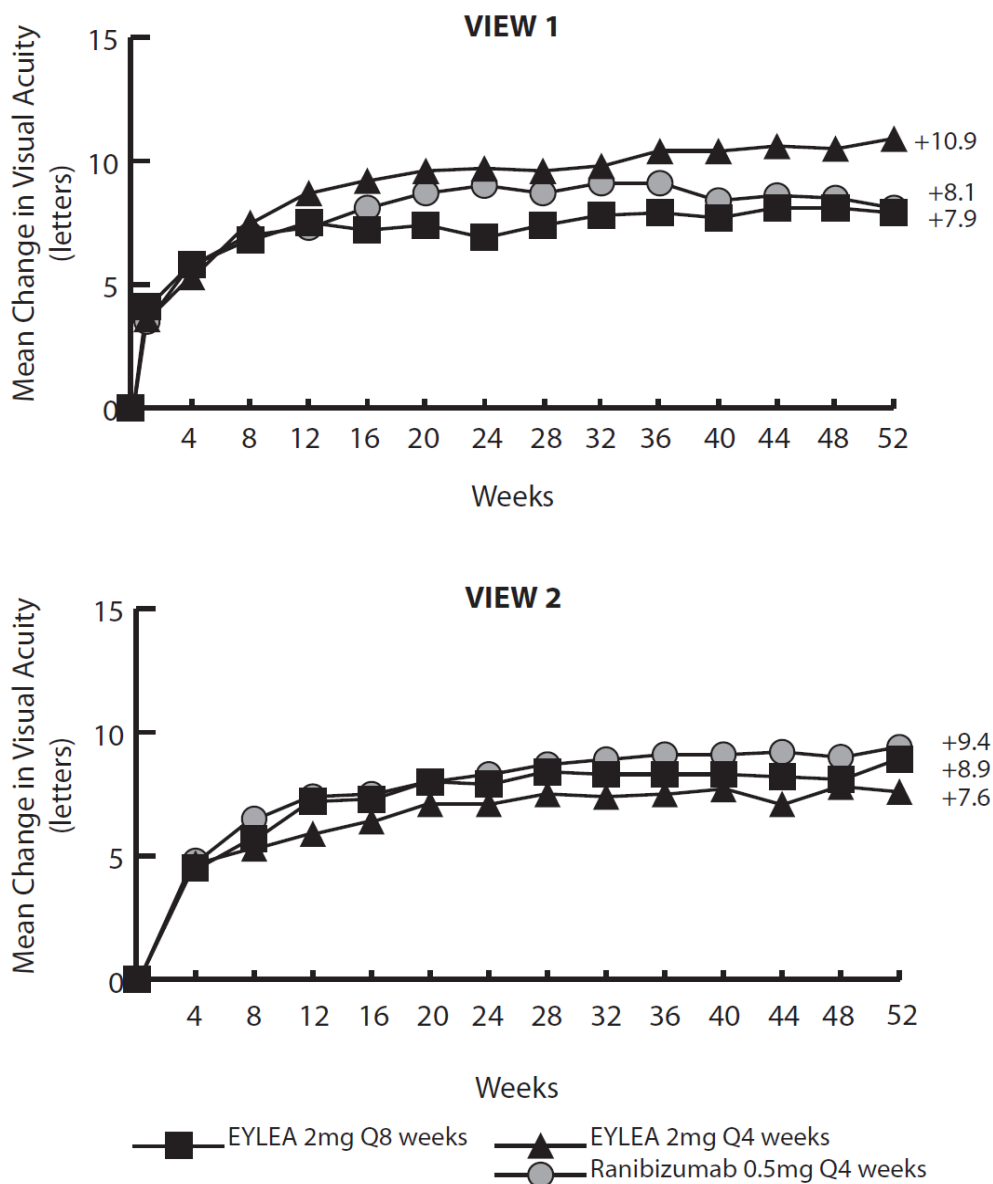 VIEW 1
Mean Change in Visual Acuity
(letters)
15
10
5
0
+10.9
+8.1
+7.9
4 8 12 16 20 24 28 32 36 40 44 48 52
Weeks
VIEW 2
Mean Change in Visual Acuity
(letters)
15
10
5
0
+9.4
+8.9
+7.6
4 8 12 16 20 24 28 32 36 40 44 48 52
Weeks
EYLEA 2mg Q8 weeks
EYLEA 2mg Q4 weeks
Ranibizumab 0.5mg Q4 weeks